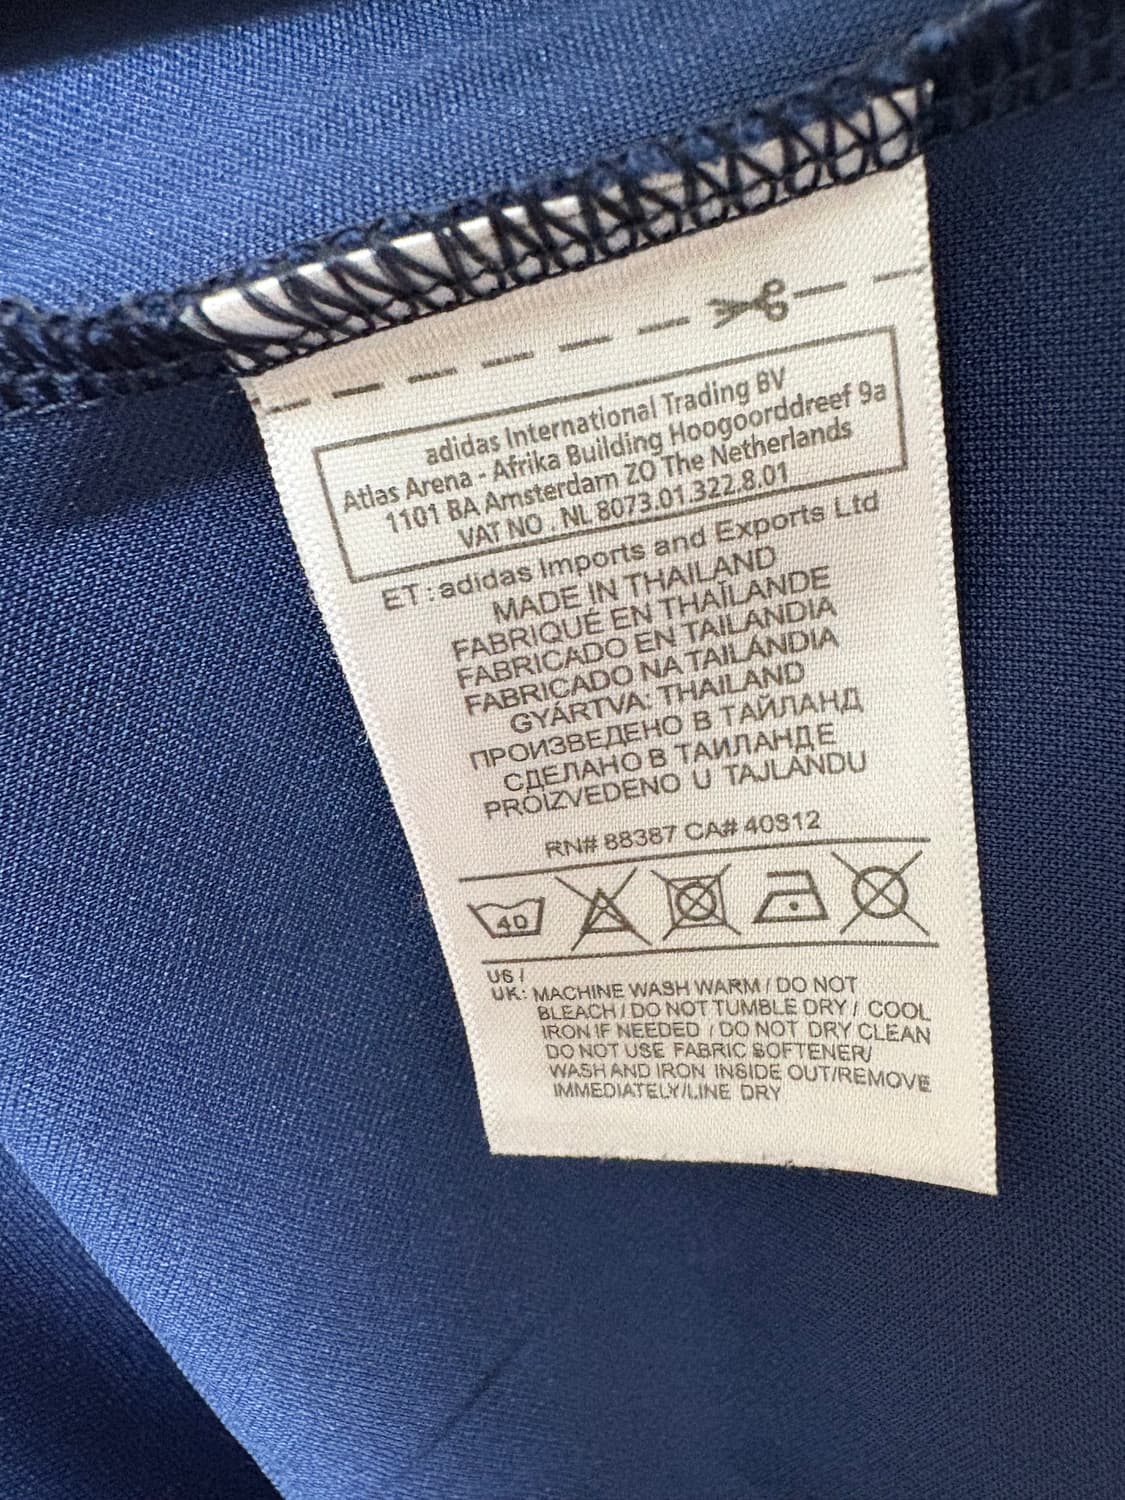 adidas International Trading BV
Atlas Arena - Afrika Building Hoogoorddreef 9a
1101 BA Amsterdam ZO The Netherlands
VAT NO . NL 8073.01.322.8.01
ET : adidas Imports and Exports Ltd
MADE IN THAILAND
FABRIQUÉ EN THAÏLANDE
FABRICADO EN TAILANDIA
FABRICADO NA TAILÁNDIA
GYÁRTVA: THAILAND
ПРОИЗВЕДЕНО В ТАЙЛАНД
СДЕЛАНО В ТАИЛАНДЕ
PROIZVEDENO U TAJLANDU
RN# 88387 CA# 40312
40
US /
UK: MACHINE WASH WARM / DO NOT
BLEACH / DO NOT TUMBLE DRY / COOL
IRON IF NEEDED / DO NOT DRY CLEAN
DO NOT USE FABRIC SOFTENER/
WASH AND IRON INSIDE OUT/REMOVE
IMMEDIATELY/LINE DRY